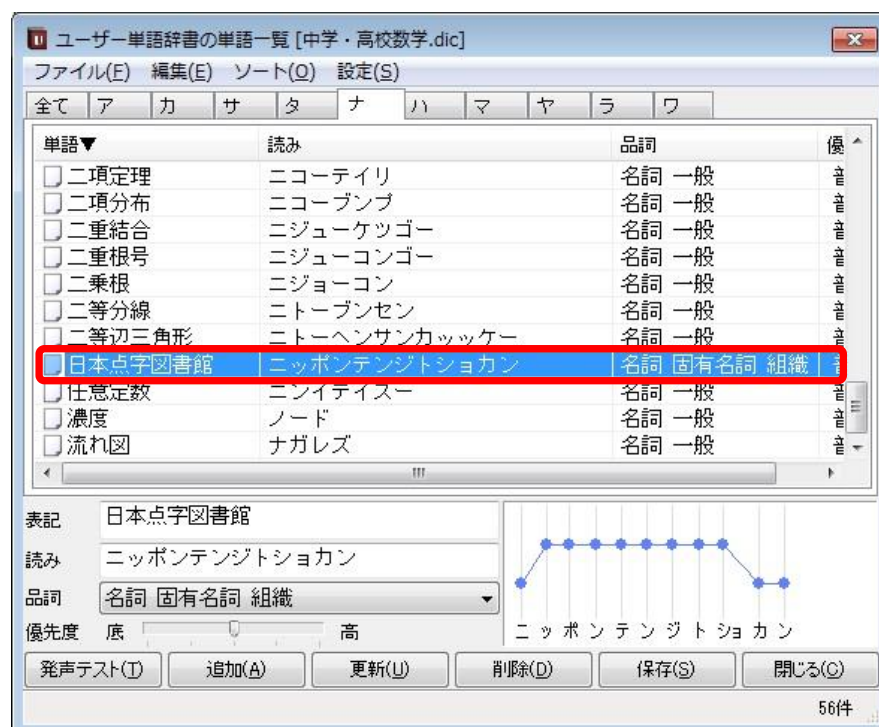 ユーザー単語辞書の単語一覧 [中学・高校数学.dic]
ファイル(F) 編集(E) ソート(O) 設定(S)
全て ア カ サ タ ナ ハ マ ヤ ラ ワ
単語▼ 読み 品詞 優
二項定理 ニコーテイリ 名詞 一般 普
二項分布 ニコーブンプ 名詞 一般 普
二重結合 ニジューケツゴー 名詞 一般 普
二重根号 ニジューコンゴー 名詞 一般 普
二乗根 ニジョーコン 名詞 一般 普
二等分線 ニトーブンセン 名詞 一般 普
二等辺三角形 ニトーヘンサンカッッケー 名詞 一般 普
日本点字図書館 ニッポンテンジトショカン 名詞 固有名詞 組織 普
任意定数 ニンイテイスー 名詞 一般 普
濃度 ノード 名詞 一般 普
流れ図 ナガレズ 名詞 一般 普
表記 日本点字図書館
読み ニッポンテンジトショカン
品詞 名詞 固有名詞 組織
優先度 底 高
ニ ッ ポ ン テ ン ジ ト ショ カ ン
発声テスト(T) 追加(A) 更新(U) 削除(D) 保存(S) 閉じる(C)
56件